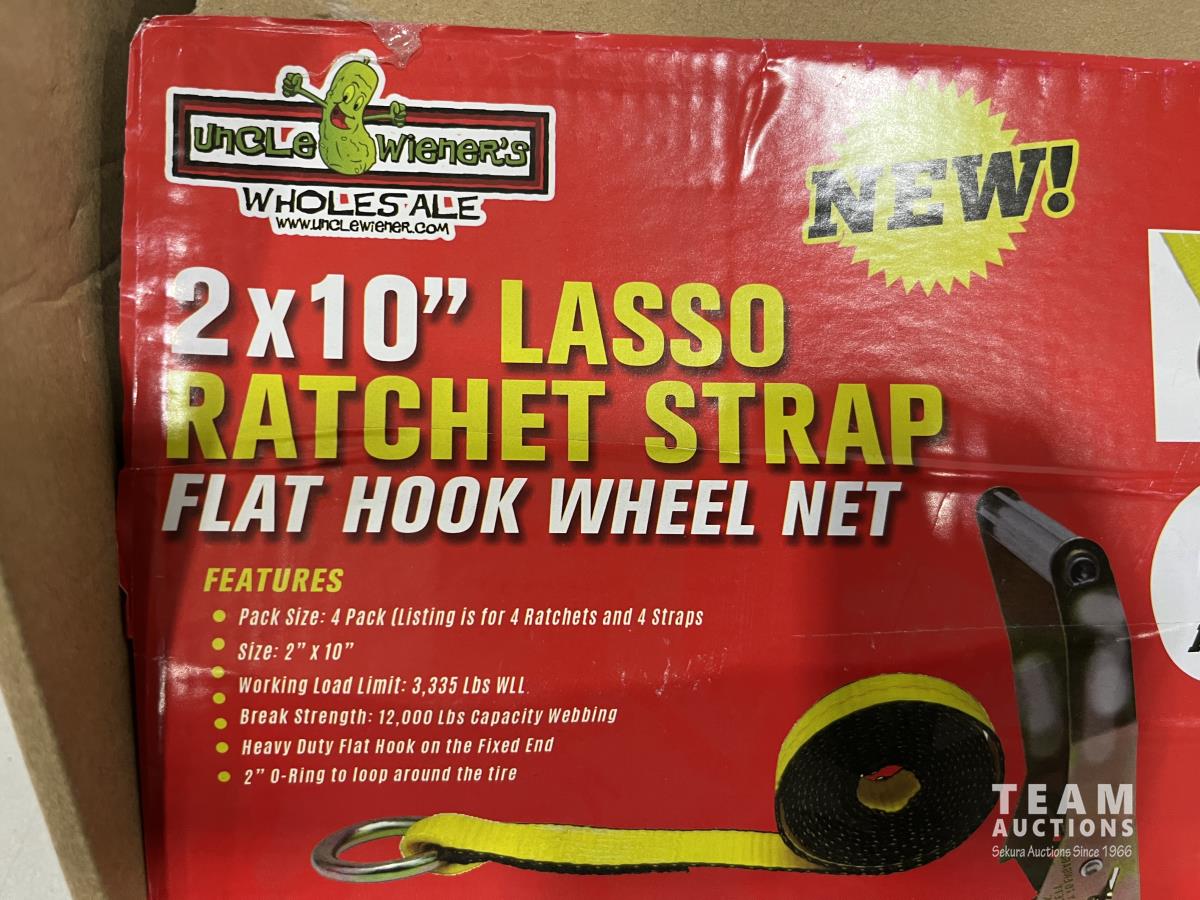 UNCLE WIENER'S
WHOLESALE
WWW.UNCLEWIENER.COM
NEW!
2 x 10” LASSO
RATCHET STRAP
FLAT HOOK WHEEL NET
FEATURES
Pack Size: 4 Pack (Listing is for 4 Ratchets and 4 Straps
Size: 2” x 10”
Working Load Limit: 3,335 Lbs WLL
Break Strength: 12,000 Lbs Capacity Webbing
Heavy Duty Flat Hook on the Fixed End
2” O-Ring to loop around the tire
TEAM
AUCTIONS
Sekura Auctions Since 1966